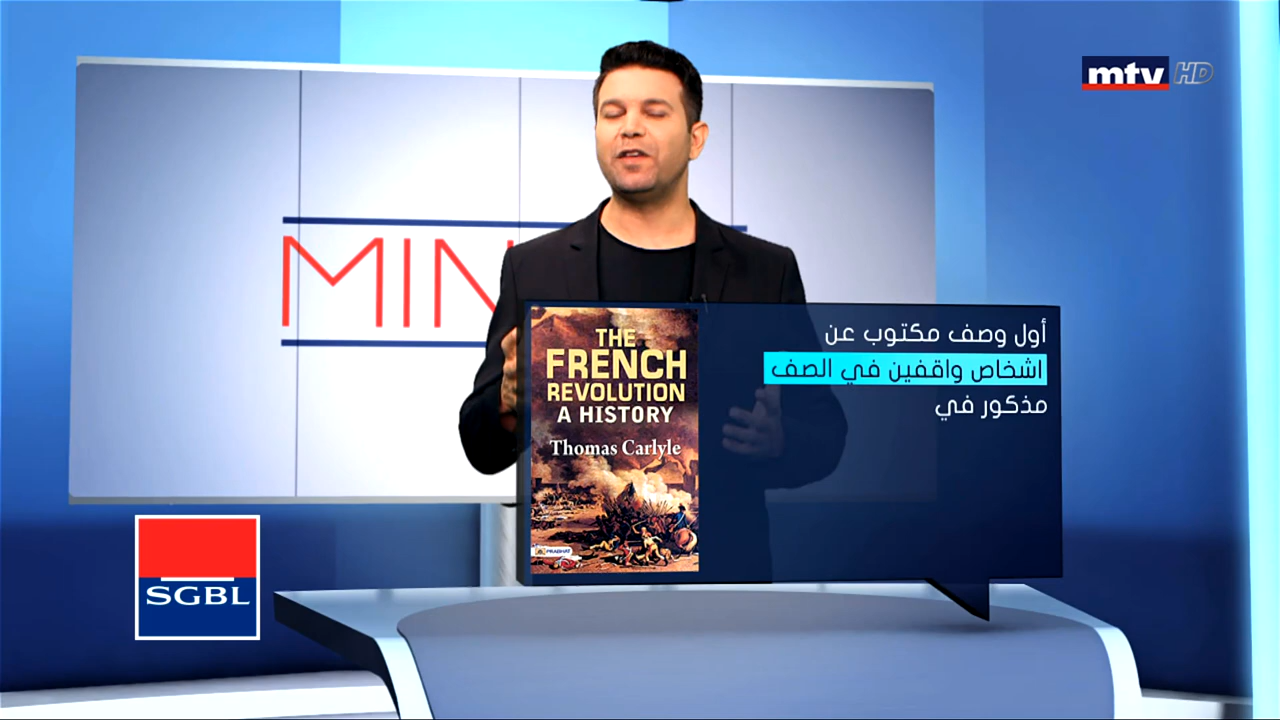 mtv HD
MIN
أول وصف مكتوب عن
اشخاص واقفين في الصف
مذكور في
THE
FRENCH
REVOLUTION
A HISTORY
Thomas Carlyle
PRABHAT
SGBL